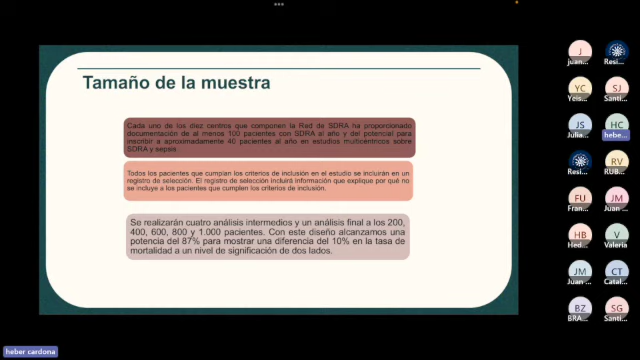 Tamaño de la muestra
Cada uno de los diez centros que componen la Red de SDRA ha proporcionado
documentación de al menos 100 pacientes con SDRA al año y del potencial para
inscribir a aproximadamente 40 pacientes al año en estudios multicéntricos sobre
SDRA y sepsis.
Todos los pacientes que cumplan los criterios de inclusión en el estudio se incluirán en un
registro de selección. El registro de selección incluirá información que explique por qué no
se incluye a los pacientes que cumplen los criterios de inclusión.
Se realizarán cuatro análisis intermedios y un análisis final a los 200,
400, 600, 800 y 1.000 pacientes. Con este diseño alcanzamos una
potencia del 87% para mostrar una diferencia del 10% en la tasa de
mortalidad a un nivel de significación de dos lados.
J
juan...
Resi...
YC
Yeis...
SJ
Santi...
JS
Julia...
HC
heber...
Resi...
RV
RUB...
FU
Fran...
JM
Juan ...
HB
Hed...
V
Valeria
JM
Juan ...
CT
Catal...
BZ
BRA...
SG
Santi...
heber cardona